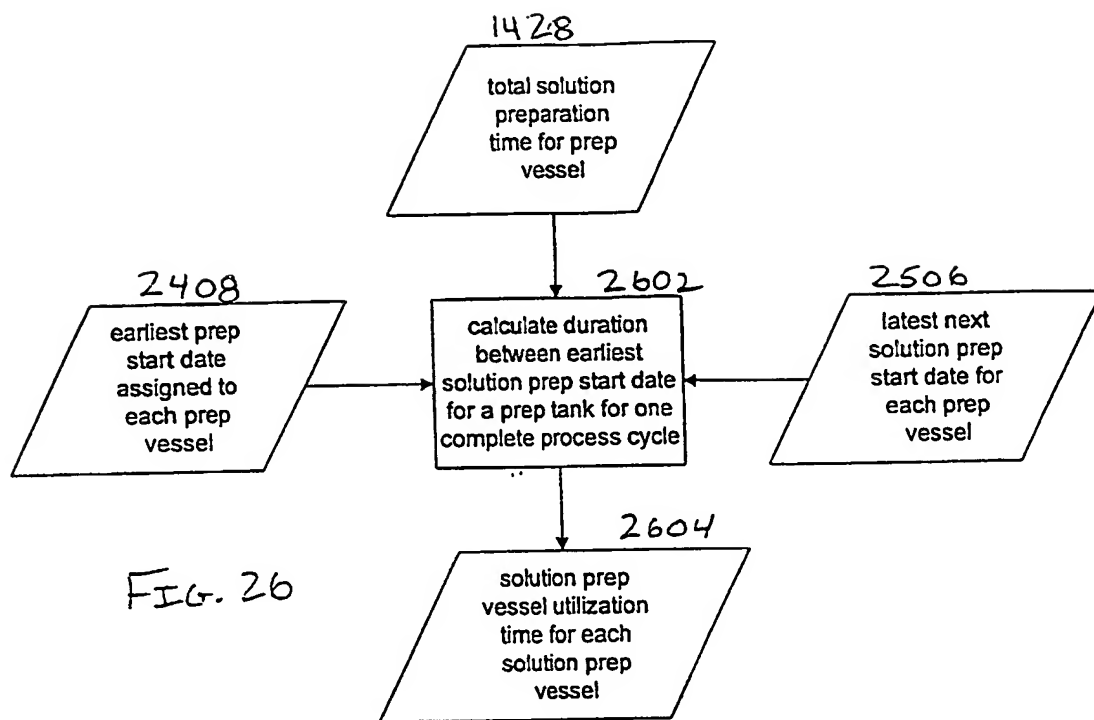 1428
total solution
preparation
time for prep
vessel
2408
earliest prep
start date
assigned to
each prep
vessel
2602
calculate duration
between earliest
solution prep start date
for a prep tank for one
complete process cycle
2506
latest next
solution prep
start date for
each prep
vessel
2604
solution prep
vessel utilization
time for each
solution prep
vessel
FIG. 26